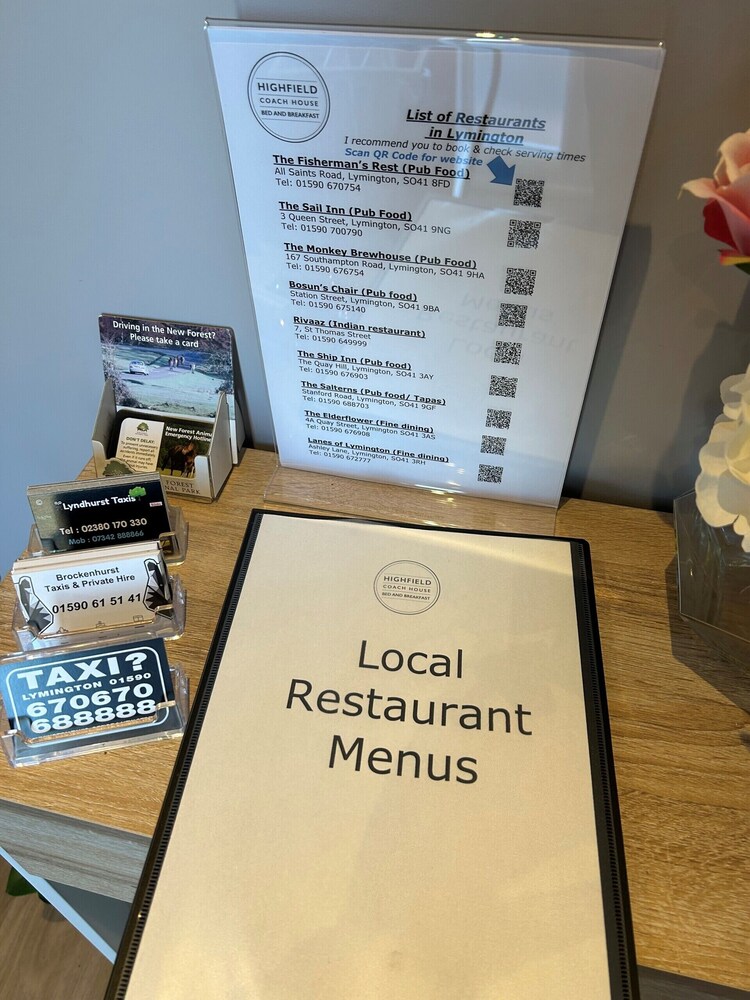 HIGHFIELD
COACH HOUSE
BED AND BREAKFAST
List of Restaurants
in Lymington
I recommend you to book & check serving times
Scan QR Code for website
The Fisherman's Rest (Pub Food)
All Saints Road, Lymington, SO41 8FD
Tel: 01590 670754
The Sail Inn (Pub Food)
3 Queen Street, Lymington, SO41 9NG
Tel: 01590 700790
The Monkey Brewhouse (Pub Food)
167 Southampton Road, Lymington, SO41 9HA
Tel: 01590 676754
Bosun's Chair (Pub food)
Station Street, Lymington, SO41 9BA
Tel: 01590 675140
Rivaaz (Indian restaurant)
7, St Thomas Street
Tel: 01590 649999
The Ship Inn (Pub food)
The Quay Hill, Lymington, SO41 3AY
Tel: 01590 676903
The Salterns (Pub food/ Tapas)
Stanford Road, Lymington, SO41 9GF
Tel: 01590 688703
The Elderflower (Fine dining)
4A Quay Street, Lymington, SO41 3AS
Tel: 01590 676908
Lanes of Lymington (Fine dining)
Ashley Lane, Lymington, SO41 3RH
Tel: 01590 672777
Driving in the New Forest?
Please take a card
DON'T DELAY:
New Forest Animal
Emergency Hotline
FOREST
NAL PARK
Lyndhurst Taxis
Tel : 02380 170 330
Mob : 07342 888866
Brockenhurst
Taxis & Private Hire
01590 61 51 41
TAXI?
LYMINGTON 01590
670670
688888
HIGHFIELD
COACH HOUSE
BED AND BREAKFAST
Local
Restaurant
Menus